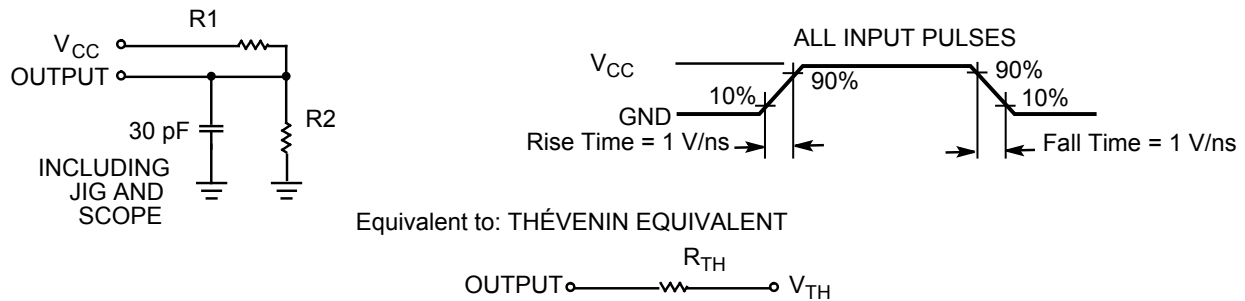 R1
VCC
OUTPUT
R2
30 pF
INCLUDING
JIG AND
SCOPE
ALL INPUT PULSES
VCC
90%
90%
10%
10%
GND
Rise Time = 1 V/ns
Fall Time = 1 V/ns
Equivalent to: THÉVENIN EQUIVALENT
RTH
OUTPUT
VTH